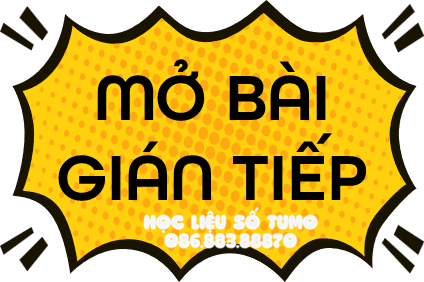 MỞ BÀI
GIÁN TIẾP
HỌC LIỆU SỐ TUMO
086.883.88870